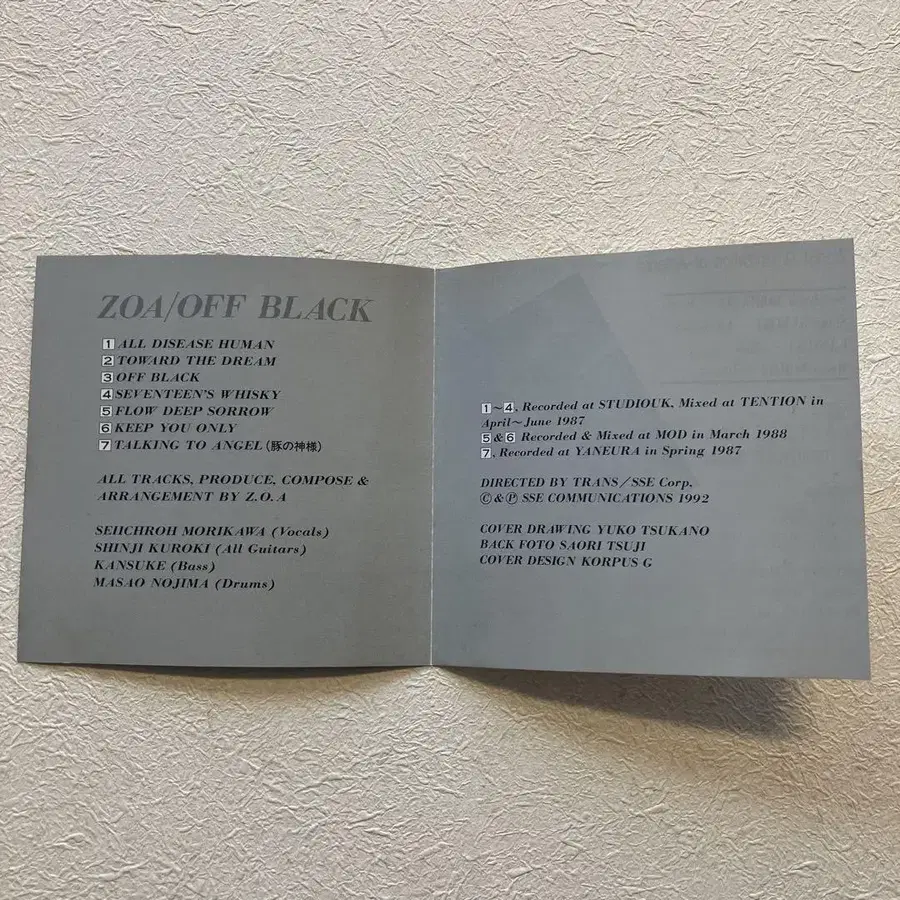 ZOA/OFF BLACK
1 ALL DISEASE HUMAN
2 TOWARD THE DREAM
3 OFF BLACK
4 SEVENTEEN'S WHISKY
5 FLOW DEEP SORROW
6 KEEP YOU ONLY
7 TALKING TO ANGEL (豚の神様)
ALL TRACKS, PRODUCE, COMPOSE &
ARRANGEMENT BY Z.O.A
SEIICHROH MORIKAWA (Vocals)
SHINJI KUROKI (All Guitars)
KANSUKE (Bass)
MASAO NOJIMA (Drums)
1~4, Recorded at STUDIOUK, Mixed at TENTION in
April~June 1987
5&6 Recorded & Mixed at MOD in March 1988
7, Recorded at YANEURA in Spring 1987
DIRECTED BY TRANS/SSE Corp.
©&℗ SSE COMMUNICATIONS 1992
COVER DRAWING YUKO TSUKANO
BACK FOTO SAORI TSUJI
COVER DESIGN KORPUS G